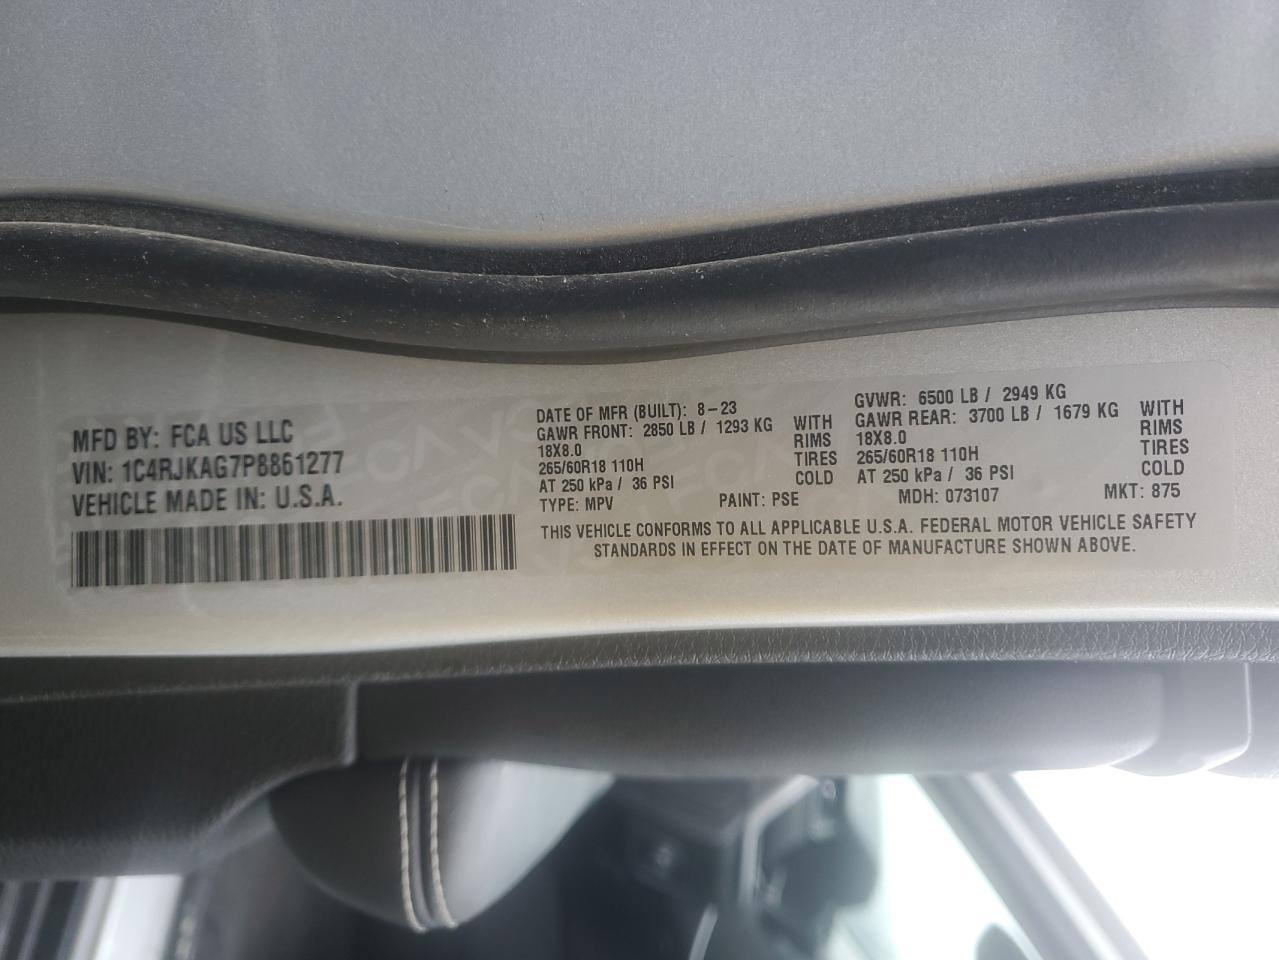 MFD BY: FCA US LLC
VIN: 1C4RJKAG7P8861277
VEHICLE MADE IN: U.S.A.
DATE OF MFR (BUILT): 8-23
GAWR FRONT: 2850 LB / 1293 KG WITH
18X8.0 RIMS
265/60R18 110H TIRES
AT 250 kPa / 36 PSI COLD
GVWR: 6500 LB / 2949 KG
GAWR REAR: 3700 LB / 1679 KG WITH
18X8.0 RIMS
265/60R18 110H TIRES
AT 250 kPa / 36 PSI COLD
TYPE: MPV PAINT: PSE MDH: 073107 MKT: 875
THIS VEHICLE CONFORMS TO ALL APPLICABLE U.S.A. FEDERAL MOTOR VEHICLE SAFETY
STANDARDS IN EFFECT ON THE DATE OF MANUFACTURE SHOWN ABOVE.